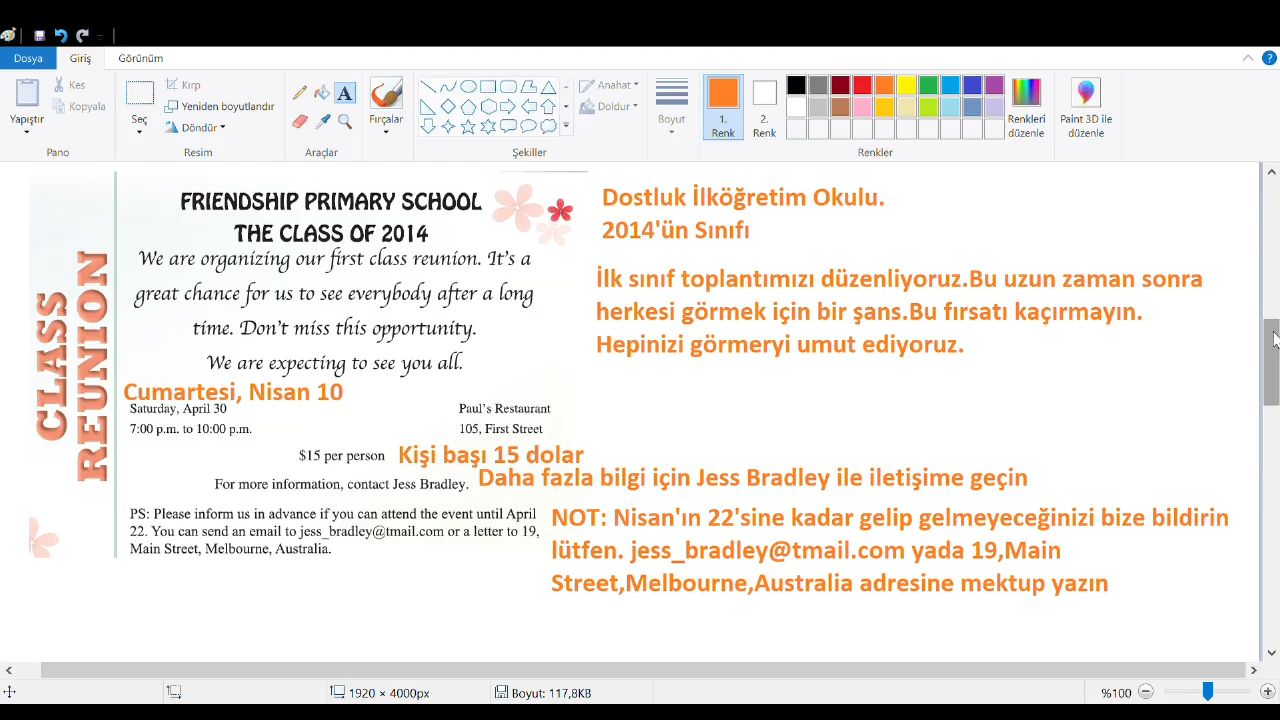 Dosya Giriş Görünüm
Yapıştır
Kes
Kopyala
Pano
Seç
Kırp
Yeniden boyutlandır
Döndür
Resim
Araçlar
Fırçalar
Şekiller
Anahat
Doldur
Boyut
1.
Renk
2.
Renk
Renkler
Renkleri
düzenle
Paint 3D ile
düzenle
CLASS
REUNION
FRIENDSHIP PRIMARY SCHOOL
THE CLASS OF 2014
We are organizing our first class reunion. It's a
great chance for us to see everybody after a long
time. Don't miss this opportunity.
We are expecting to see you all.
Dostluk İlköğretim Okulu.
2014'ün Sınıfı
İlk sınıf toplantımızı düzenliyoruz.Bu uzun zaman sonra
herkesi görmek için bir şans.Bu fırsatı kaçırmayın.
Hepinizi görmeryi umut ediyoruz.
Cumartesi, Nisan 10
Saturday, April 30
7:00 p.m. to 10:00 p.m.
Paul's Restaurant
105, First Street
$15 per person
Kişi başı 15 dolar
For more information, contact Jess Bradley.
Daha fazla bilgi için Jess Bradley ile iletişime geçin
PS: Please inform us in advance if you can attend the event until April
22. You can send an email to jess_bradley@tmail.com or a letter to 19,
Main Street, Melbourne, Australia.
NOT: Nisan'ın 22'sine kadar gelip gelmeyeceğinizi bize bildirin
lütfen. jess_bradley@tmail.com yada 19,Main
Street,Melbourne,Australia adresine mektup yazın
1920 × 4000px
Boyut: 117,8KB
%100